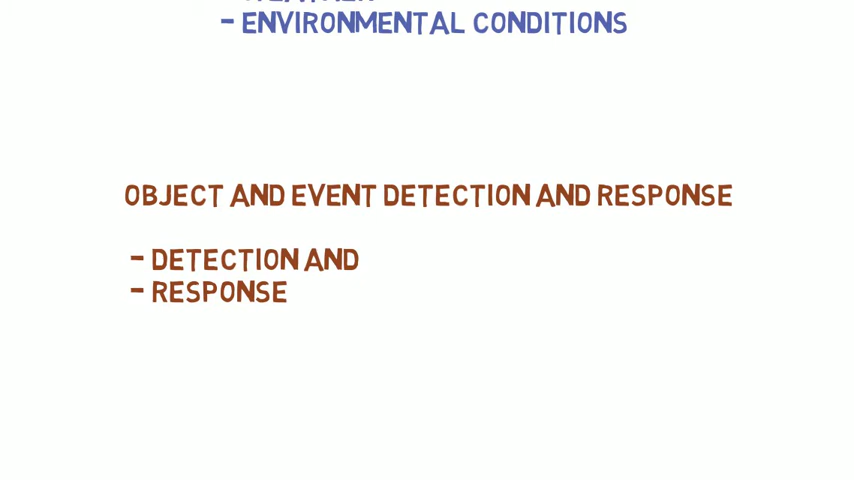 - ENVIRONMENTAL CONDITIONS
OBJECT AND EVENT DETECTION AND RESPONSE
- DETECTION AND
- RESPONSE